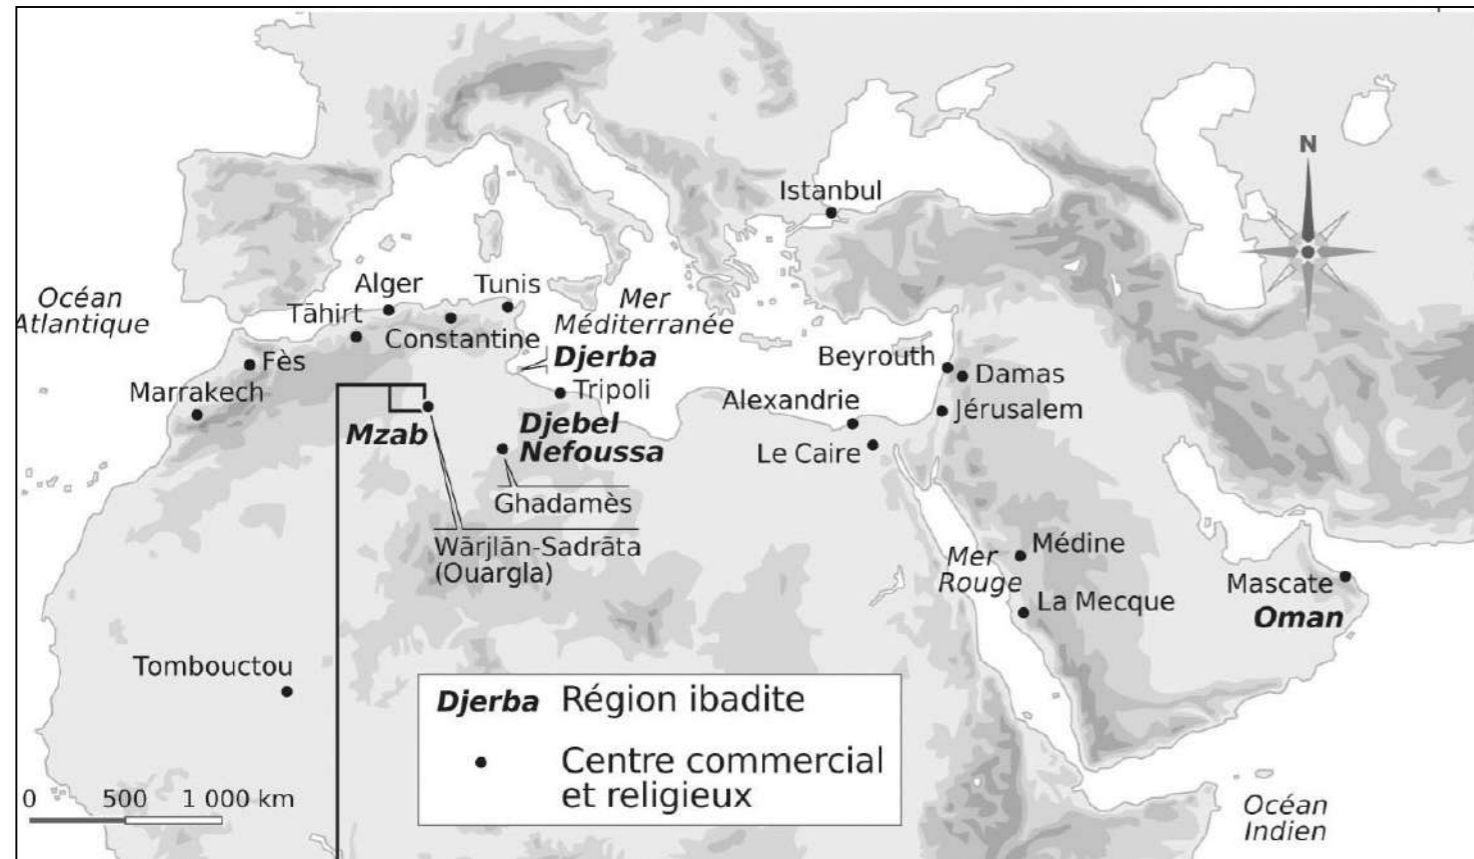 N
Istanbul
Océan
Atlantique
Alger
Tunis
Tāhirt
Constantine
Mer
Méditerranée
Djerba
Fès
Marrakech
Tripoli
Beyrouth
Damas
Alexandrie
Jérusalem
Le Caire
Mzab
Djebel
Nefoussa
Ghadamès
Wārjlān-Sadrāta
(Ouargla)
Mer
Rouge
Médine
La Mecque
Mascate
Oman
Tombouctou
Djerba Région ibadite
Centre commercial
et religieux
0 500 1 000 km
Océan
Indien